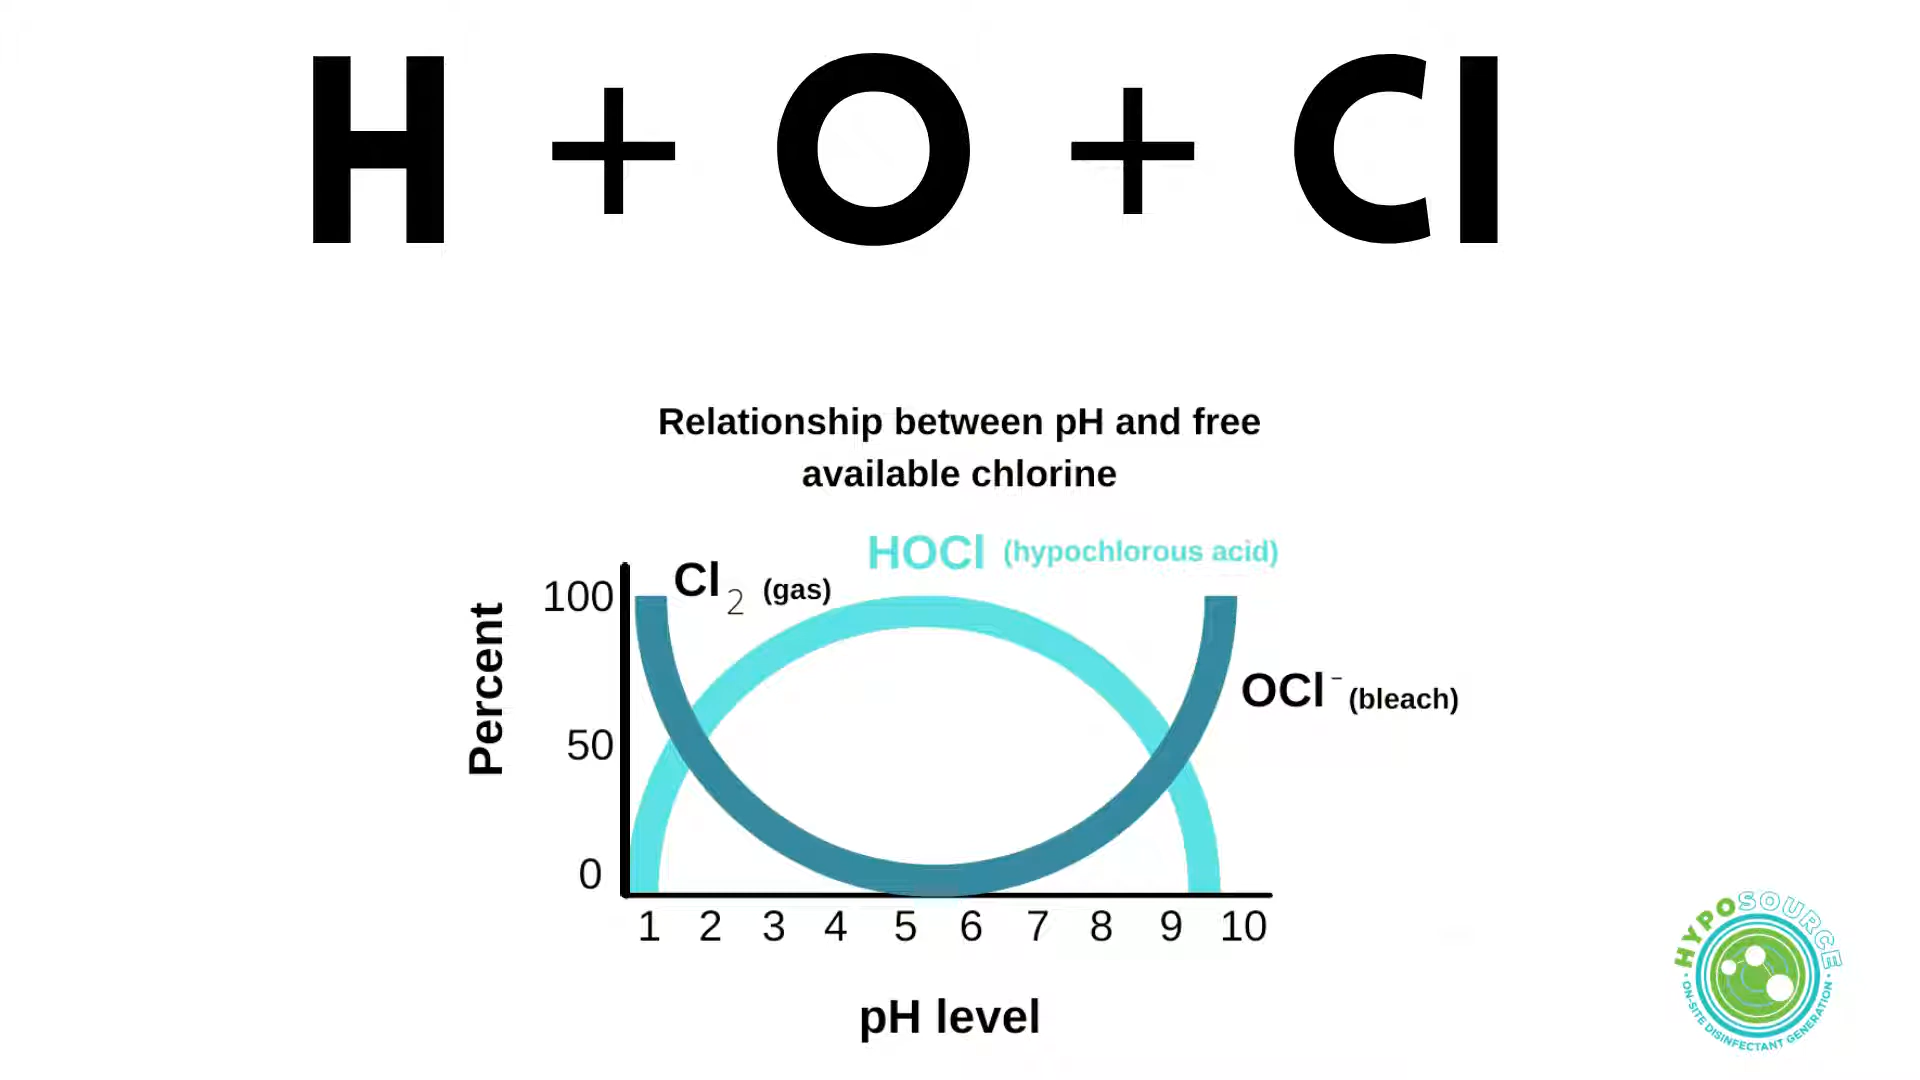 H + O + Cl
Relationship between pH and free
available chlorine
HOCl (hypochlorous acid)
Cl2 (gas)
OCl- (bleach)
Percent
100
50
0
1 2 3 4 5 6 7 8 9 10
pH level
HYPOSOURCE
• ON-SITE DISINFECTANT GENERATION •